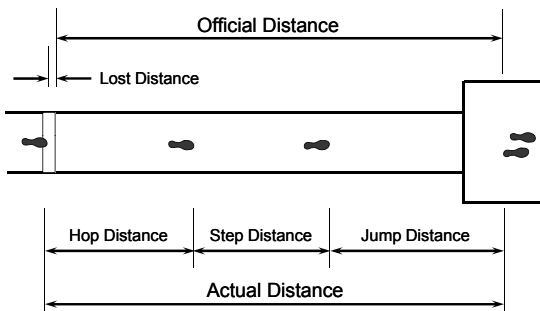 Official Distance
Lost Distance
Hop Distance
Step Distance
Jump Distance
Actual Distance